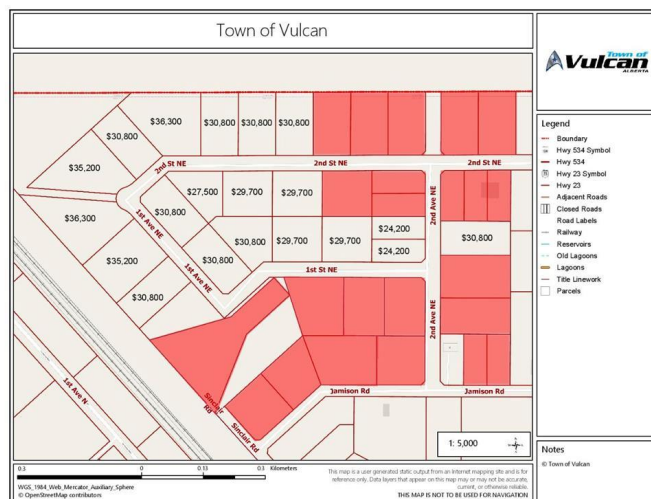 Town of Vulcan
Town of
Vulcan
ALBERTA
$36,300
$30,800
$30,800
$30,800
$30,800
$35,200
2nd St NE
2nd St NE
2nd St NE
$27,500
$29,700
$29,700
$30,800
$36,300
1st Ave NE
2nd Ave NE
$24,200
$30,800
$29,700
$29,700
$24,200
$30,800
$35,200
$30,800
1st Ave NE
1st St NE
$30,800
2nd Ave NE
1st Ave N
Sinclair Rd
Sinclair Rd
Jamison Rd
Jamison Rd
Legend
Boundary
Hwy 534 Symbol
Hwy 534
Hwy 23 Symbol
Hwy 23
Adjacent Roads
Closed Roads
Road Labels
Railway
Reservoirs
Old Lagoons
Lagoons
Title Linework
Parcels
1: 5,000
Notes
© Town of Vulcan
0.3
0
0.13
0.3
Kilometers
WGS_1984_Web_Mercator_Auxiliary_Sphere
© OpenStreetMap contributors
This map is a user generated static output from an internet mapping site and is for
reference only. Data layers that appear on this map may or may not be accurate,
current, or otherwise reliable.
THIS MAP IS NOT TO BE USED FOR NAVIGATION